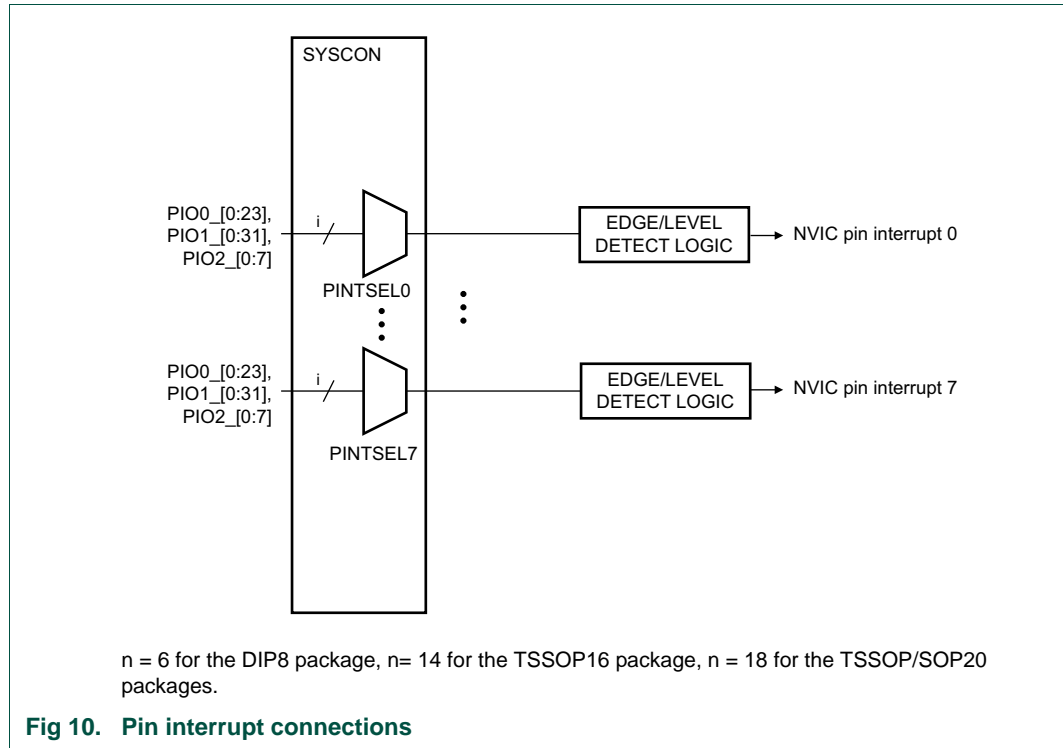 SYSCON
PIO0_[0:23],
PIO1_[0:31],
PIO2_[0:7]
i
PINTSEL0
EDGE/LEVEL
DETECT LOGIC
NVIC pin interrupt 0
PIO0_[0:23],
PIO1_[0:31],
PIO2_[0:7]
i
PINTSEL7
EDGE/LEVEL
DETECT LOGIC
NVIC pin interrupt 7
n = 6 for the DIP8 package, n= 14 for the TSSOP16 package, n = 18 for the TSSOP/SOP20
packages.
Fig 10. Pin interrupt connections